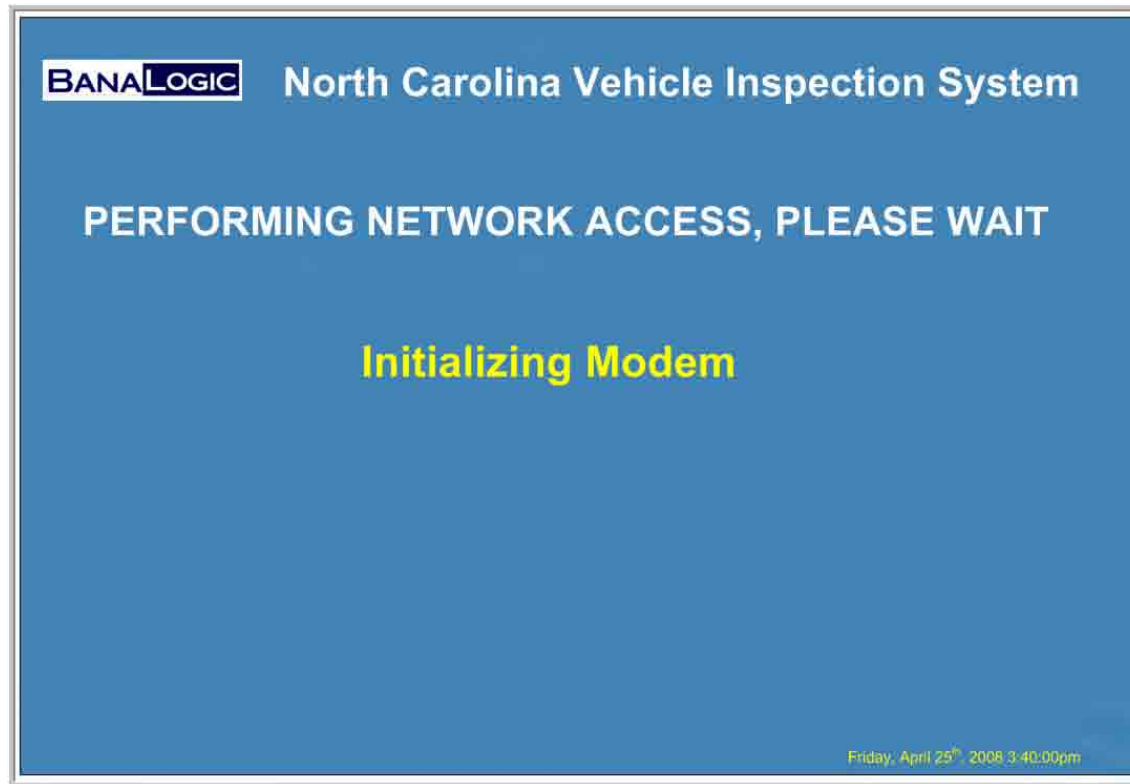 BANALOGIC North Carolina Vehicle Inspection System
PERFORMING NETWORK ACCESS, PLEASE WAIT
Initializing Modem
Friday, April 25th, 2008 3:40:00pm